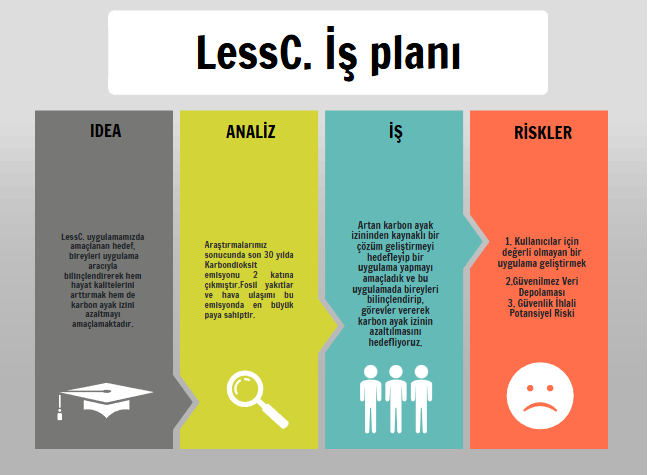 LessC. İş planı
IDEA
LessC. uygulamamızda
amaçlanan hedef,
bireyleri uygulama
aracıyla
bilinçlendirerek hem
hayat kalitelerini
arttırmak hem de
karbon ayak izini
azaltmayı
amaçlamaktadır.
ANALİZ
Araştırmalarımız
sonucunda son 30 yılda
Karbondioksit
emisyonu 2 katına
çıkmıştır.Fosil yakıtlar
ve hava ulaşımı bu
emisyonda en büyük
paya sahiptir.
İŞ
Artan karbon ayak
izininden kaynaklı bir
çözüm geliştirmeyi
hedefleyip bir
uygulama yapmayı
amaçladık ve bu
uygulamada bireyleri
bilinçlendirip,
görevler vererek
karbon ayak izinin
azaltılmasını
hedefliyoruz.
RİSKLER
1. Kullanıcılar için
değerli olmayan bir
uygulama geliştirmek
2.Güvenilmez Veri
Depolaması
3. Güvenlik İhlali
Potansiyel Riski